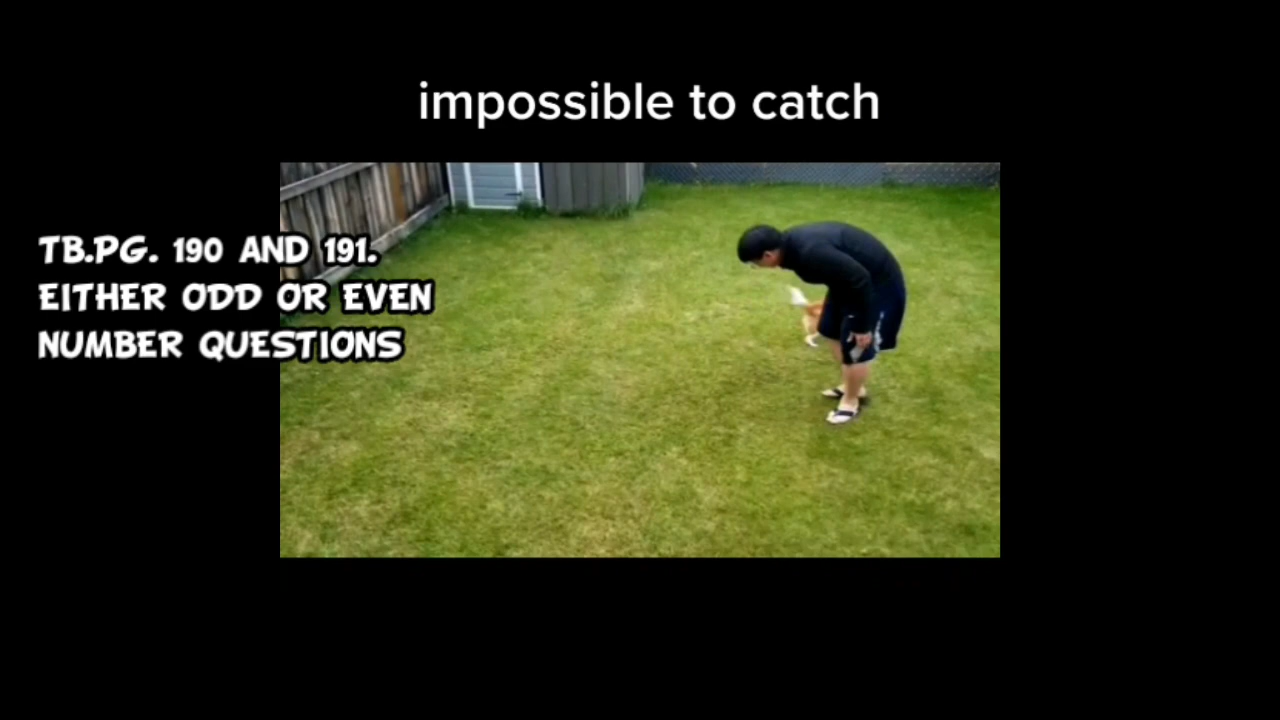 impossible to catch
TB.PG. 190 AND 191.
EITHER ODD OR EVEN
NUMBER QUESTIONS